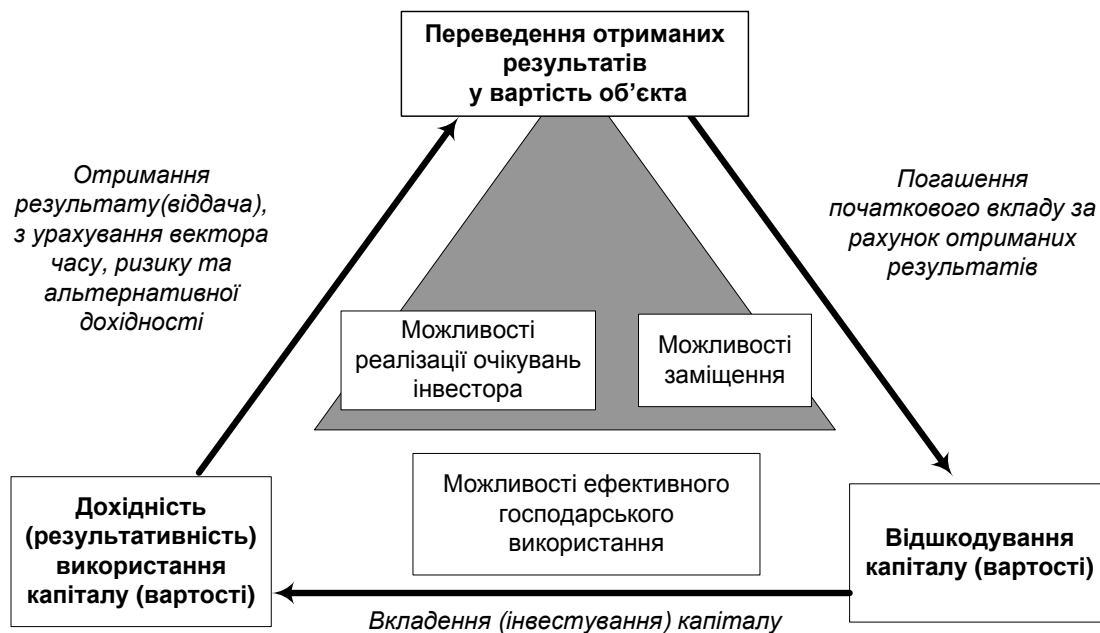 Переведення отриманих
результатів
у вартість об’єкта
Отримання
результату(віддача),
з урахування вектора
часу, ризику та
альтернативної
дохідності
Погашення
початкового вкладу за
рахунок отриманих
результатів
Можливості
реалізації очікувань
інвестора
Можливості
заміщення
Дохідність
(результативність)
використання
капіталу (вартості)
Можливості ефективного
господарського
використання
Відшкодування
капіталу (вартості)
Вкладення (інвестування) капіталу